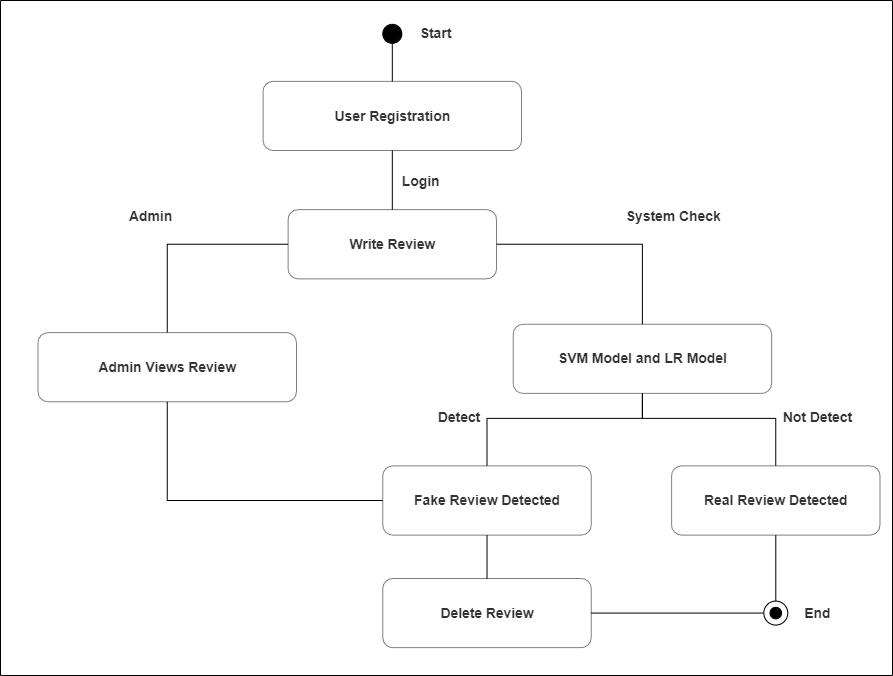 Start
User Registration
Login
Admin
System Check
Write Review
Admin Views Review
SVM Model and LR Model
Detect
Not Detect
Fake Review Detected
Real Review Detected
Delete Review
End